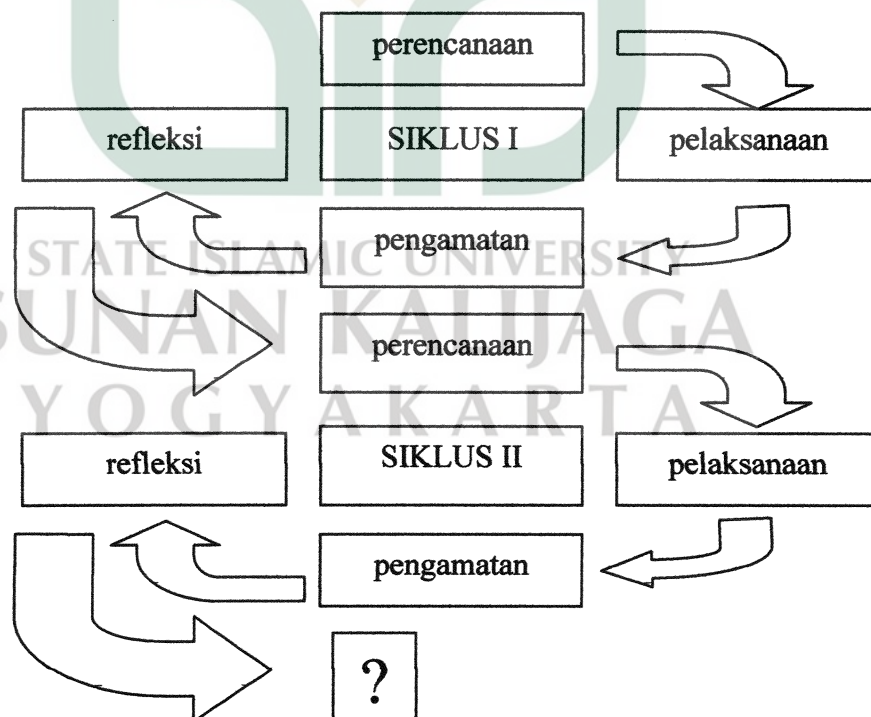 perencanaan
refleksi SIKLUS I pelaksanaan
pengamatan
STATE ISLAMIC UNIVERSITY
SUNAN KALIJAGA
perencanaan
YOGYAKARTA
refleksi SIKLUS II pelaksanaan
pengamatan
?